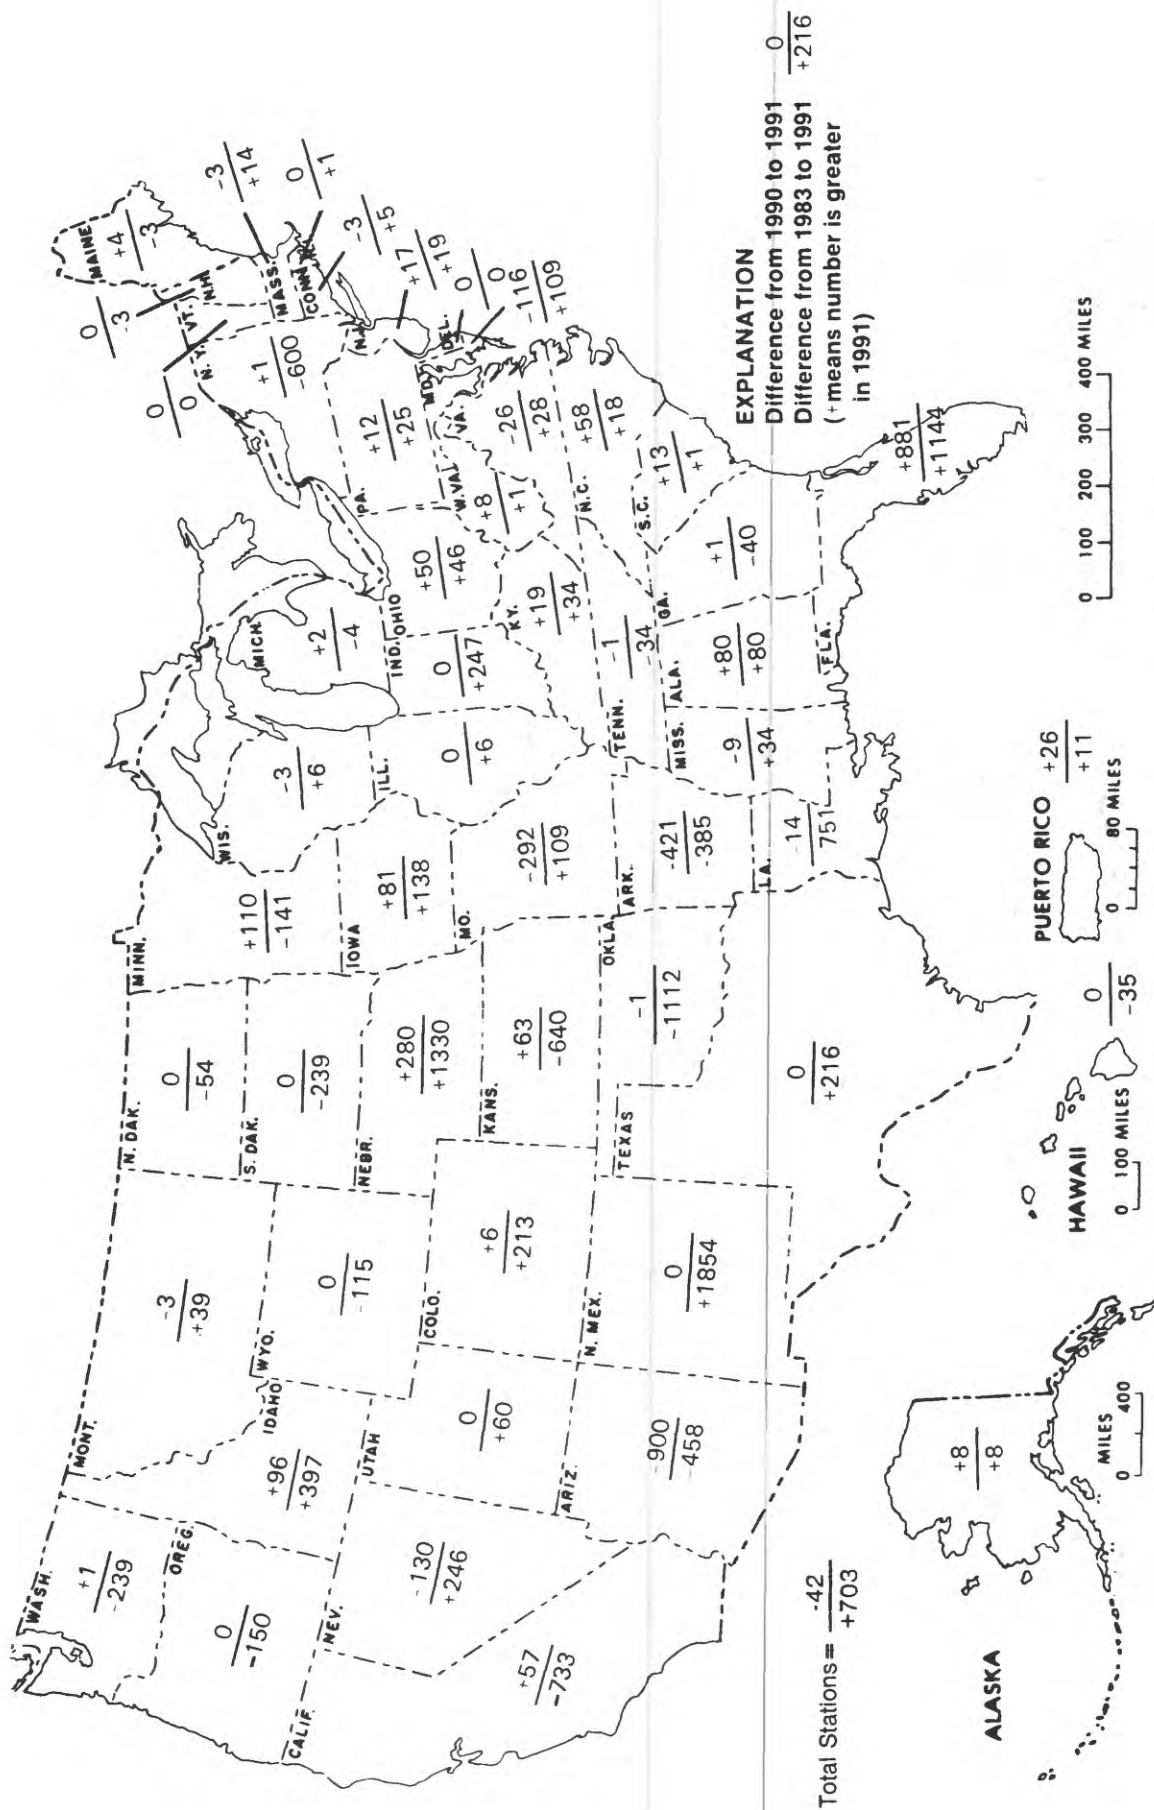 WASH.
+1
-239
OREG.
0
-150
CALIF.
+57
-733
NEV.
-130
+246
IDAHO
+96
+397
MONT.
-3
+39
WYO.
0
-115
UTAH
0
+60
COLO.
+6
+213
ARIZ.
-900
-458
N. MEX.
0
+1854
N. DAK.
0
-54
S. DAK.
0
-239
NEBR.
+280
+1330
KANS.
+63
-640
OKLA.
-1
-1112
TEXAS
0
+216
MINN.
+110
-141
IOWA
+81
+138
MO.
-292
+109
ARK.
-421
-385
LA.
-14
751
WIS.
-3
+6
ILL.
0
+6
MICH.
+2
-4
IND.
0
+247
OHIO
+50
+46
KY.
+19
+34
TENN.
-1
-34
MISS.
-9
+34
ALA.
+80
+80
GA.
+1
-40
FLA.
+881
+1144
S.C.
+13
+1
N.C.
+58
+18
VA.
-26
+28
W.VA.
+8
+1
PA.
+12
+25
N.Y.
+1
-600
VT.
0
0
N.H.
0
-3
MAINE
+4
-3
MASS.
-3
+14
0
+1
CONN.
-3
+5
N.J.
+17
+19
DEL.
0
0
MD.
-116
+109
EXPLANATION
Difference from 1990 to 1991
Difference from 1983 to 1991
(+means number is greater
in 1991)
0
+216
Total Stations =
-42
+703
ALASKA
+8
+8
MILES
0 400
HAWAII
0
-35
0 100 MILES
PUERTO RICO
+26
+11
0 80 MILES
0 100 200 300 400 MILES